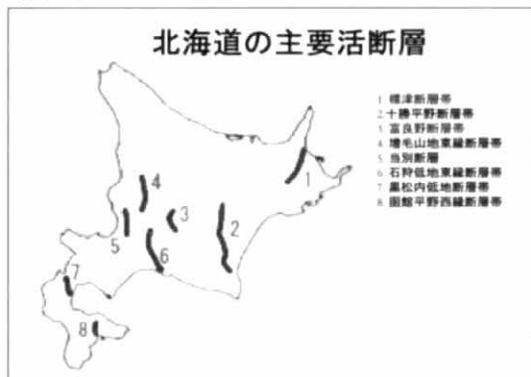 北海道の主要活断層
1 標津断層帯
2 十勝平野断層帯
3 富良野断層帯
4 増毛山地東縁断層帯
5 当別断層
6 石狩低地東縁断層帯
7 黒松内低地断層帯
8 函館平野西縁断層帯
1
2
3
4
5
6
7
8